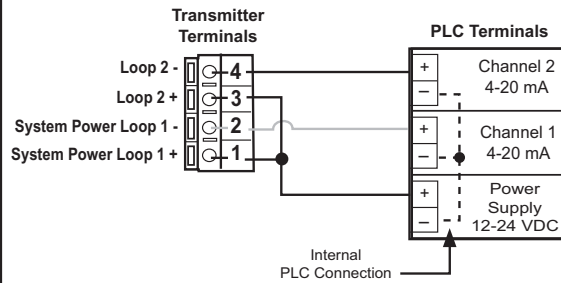 Transmitter
Terminals
Loop 2 -
Loop 2 +
System Power Loop 1 -
System Power Loop 1 +
4
3
2
1
PLC Terminals
+
Channel 2
4-20 mA
–
+
Channel 1
4-20 mA
–
+
Power
Supply
12-24 VDC
–
Internal
PLC Connection